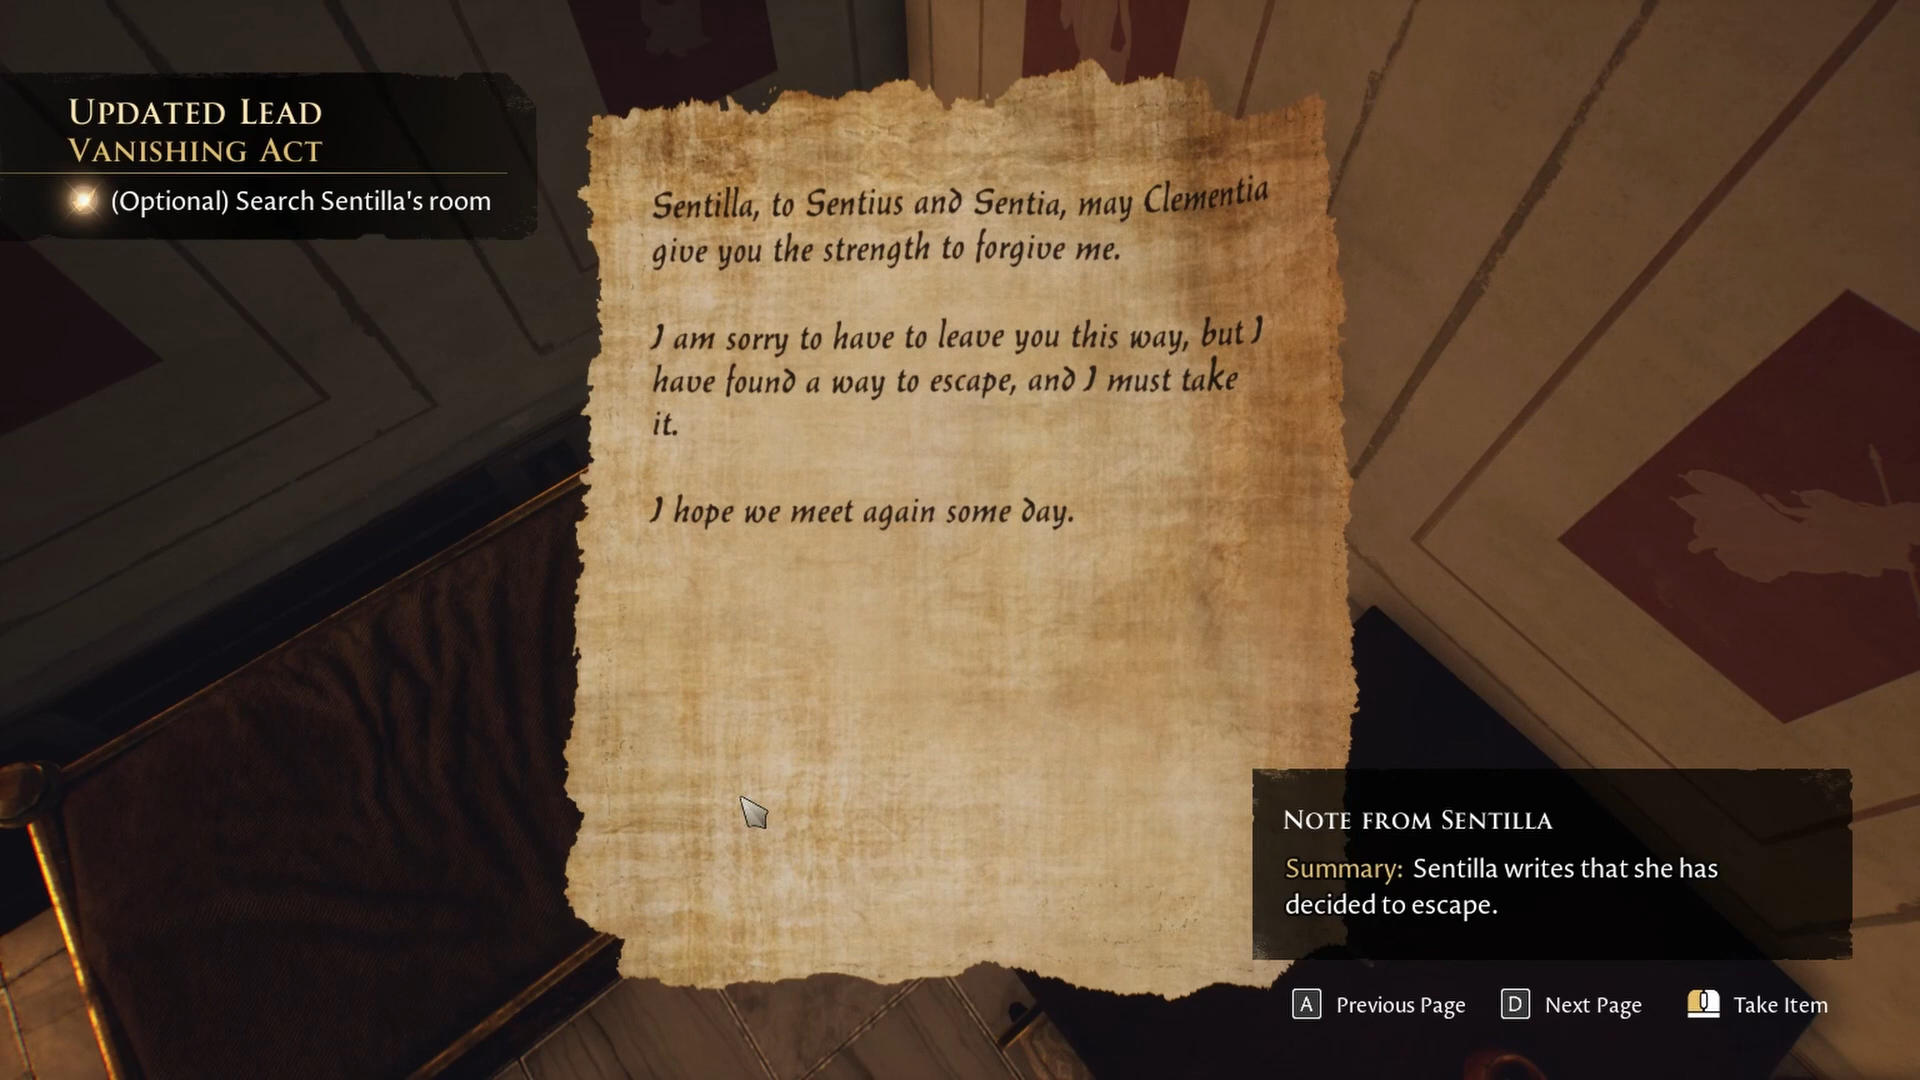 UPDATED LEAD
VANISHING ACT
(Optional) Search Sentilla's room
Sentilla, to Sentius and Sentia, may Clementia
give you the strength to forgive me.
I am sorry to have to leave you this way, but I
have found a way to escape, and I must take
it.
I hope we meet again some day.
NOTE FROM SENTILLA
Summary: Sentilla writes that she has
decided to escape.
A Previous Page D Next Page Take Item